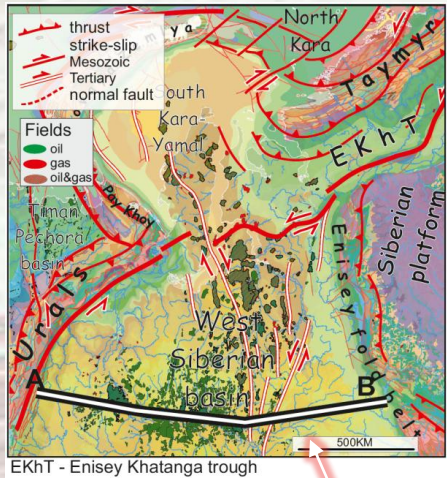 thrust
strike-slip
Mesozoic
Tertiary
normal fault
Fields
oil
gas
oil&gas
North
Kara
Taymyr
South
Kara-
Yamal
EKhT
Pay Khoy
Timan
Pechora
basin
Urals
Siberian
platform
Enisey fold belt
West
Siberian
basin
A
B
500KM
EKhT - Enisey Khatanga trough